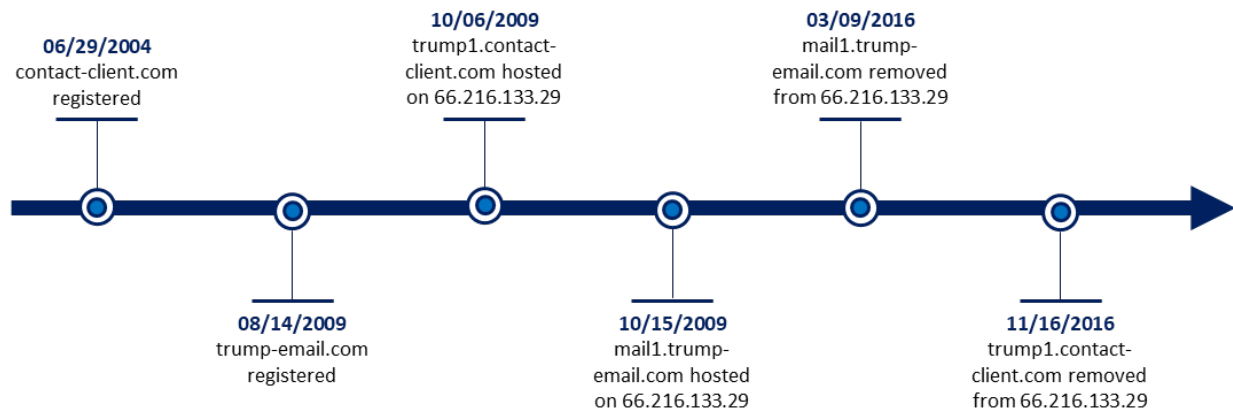 06/29/2004
contact-client.com
registered
08/14/2009
trump-email.com
registered
10/06/2009
trump1.contact-
client.com hosted
on 66.216.133.29
10/15/2009
mail1.trump-
email.com hosted
on 66.216.133.29
03/09/2016
mail1.trump-
email.com removed
from 66.216.133.29
11/16/2016
trump1.contact-
client.com removed
from 66.216.133.29